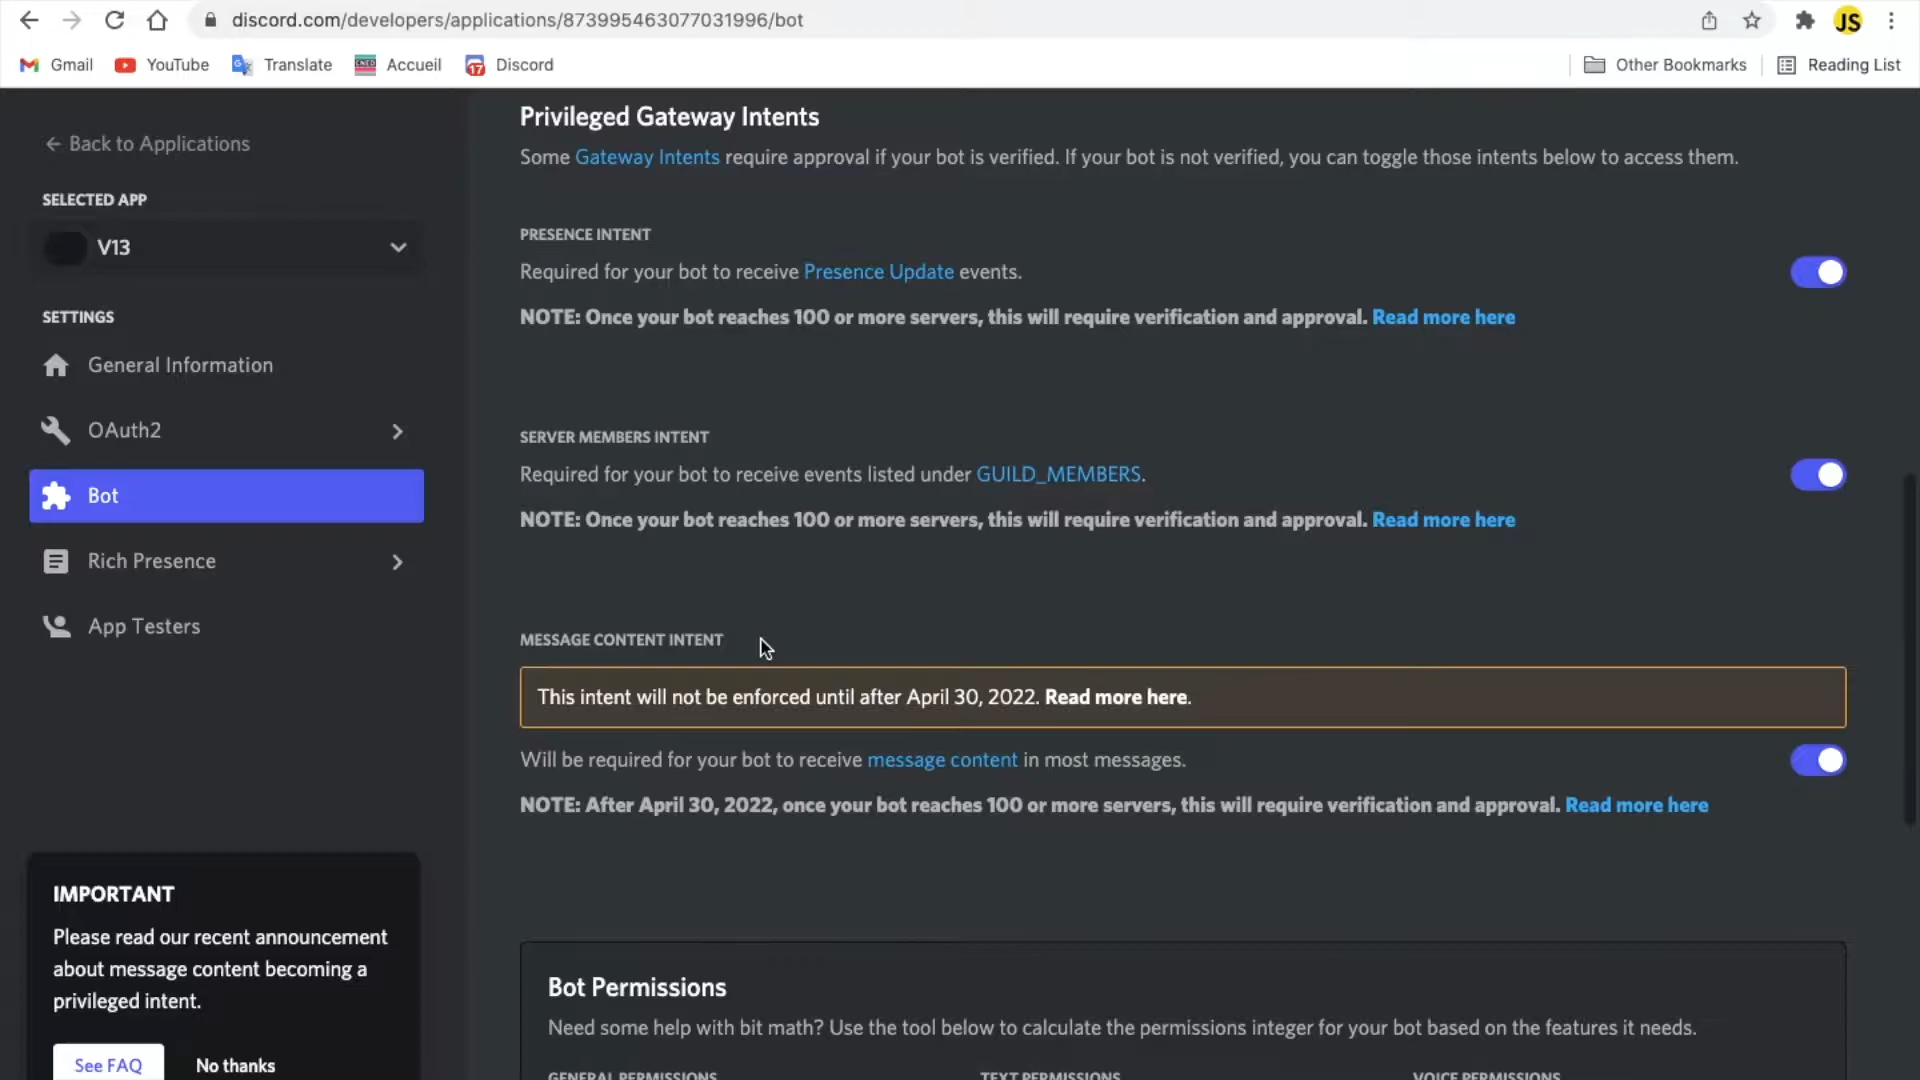 discord.com/developers/applications/873995463077031996/bot
JS
Gmail
YouTube
Translate
Accueil
17
Discord
Other Bookmarks
Reading List
Back to Applications
SELECTED APP
V13
SETTINGS
General Information
OAuth2
Bot
Rich Presence
App Testers
IMPORTANT
Please read our recent announcement
about message content becoming a
privileged intent.
See FAQ
No thanks
Privileged Gateway Intents
Some Gateway Intents require approval if your bot is verified. If your bot is not verified, you can toggle those intents below to access them.
PRESENCE INTENT
Required for your bot to receive Presence Update events.
NOTE: Once your bot reaches 100 or more servers, this will require verification and approval. Read more here
SERVER MEMBERS INTENT
Required for your bot to receive events listed under GUILD_MEMBERS.
NOTE: Once your bot reaches 100 or more servers, this will require verification and approval. Read more here
MESSAGE CONTENT INTENT
This intent will not be enforced until after April 30, 2022. Read more here.
Will be required for your bot to receive message content in most messages.
NOTE: After April 30, 2022, once your bot reaches 100 or more servers, this will require verification and approval. Read more here
Bot Permissions
Need some help with bit math? Use the tool below to calculate the permissions integer for your bot based on the features it needs.
GENERAL PERMISSIONS
TEXT PERMISSIONS
VOICE PERMISSIONS